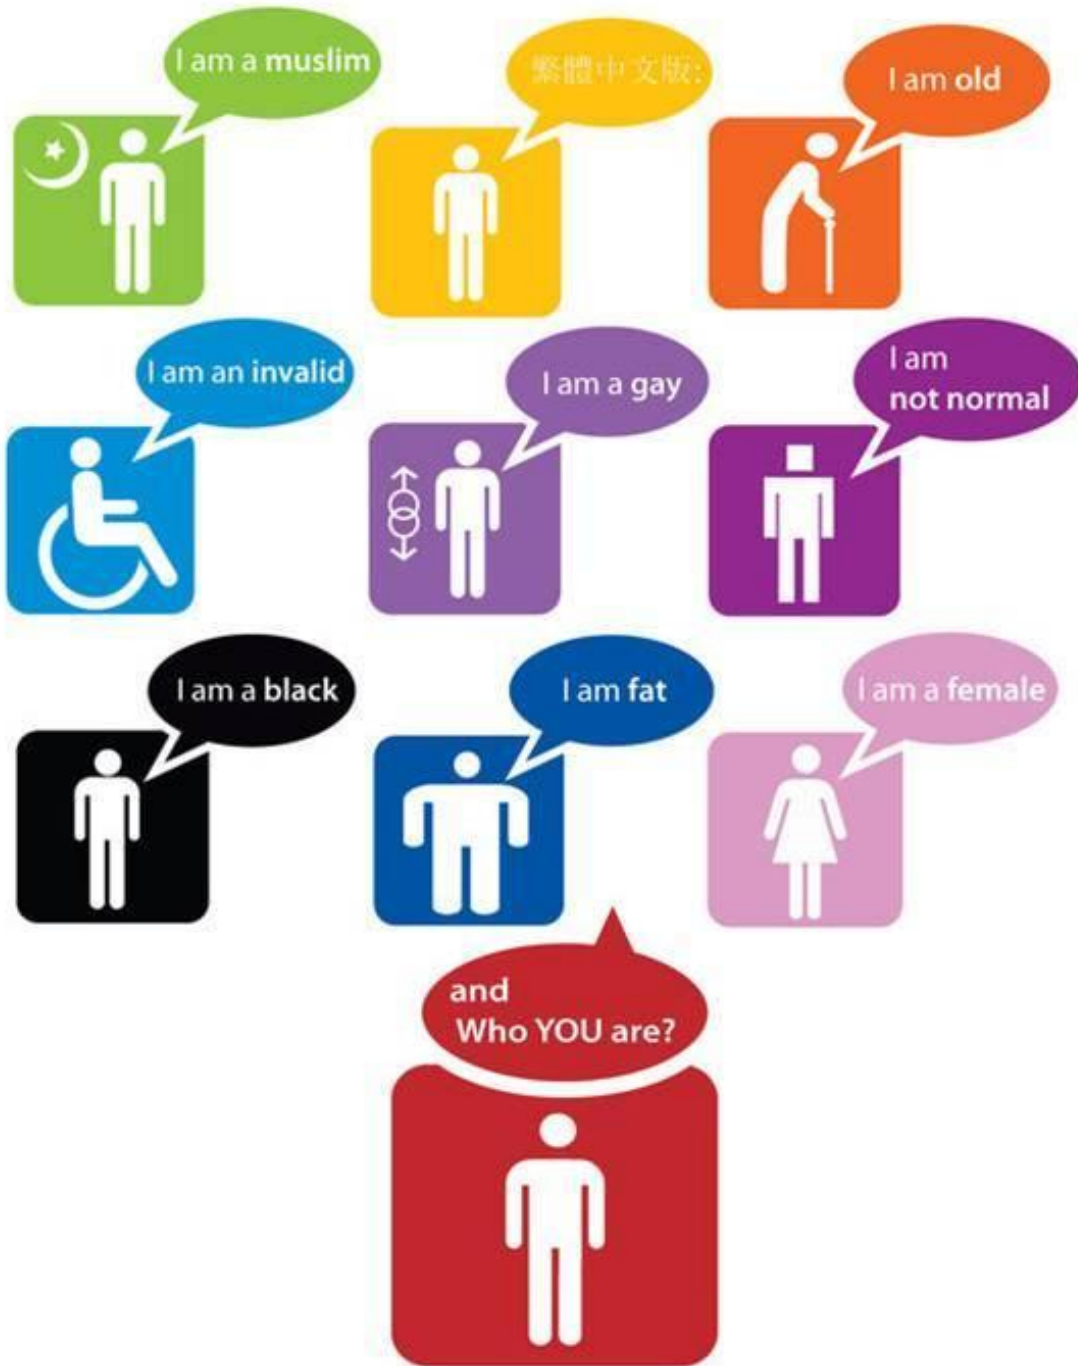 I am a muslim
繁體中文版:
I am old
I am an invalid
I am a gay
I am
not normal
I am a black
I am fat
I am a female
and
Who YOU are?